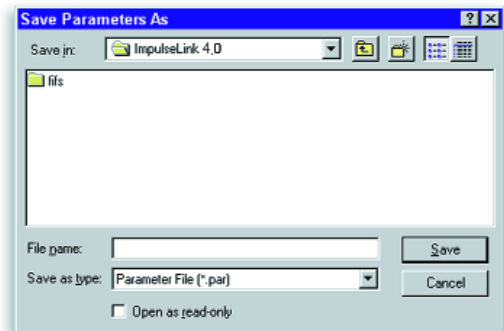 Save Parameters As
Save in: ImpulseLink 4.0
fifs
File name:
Save
Save as type: Parameter File (*.par)
Cancel
Open as read-only